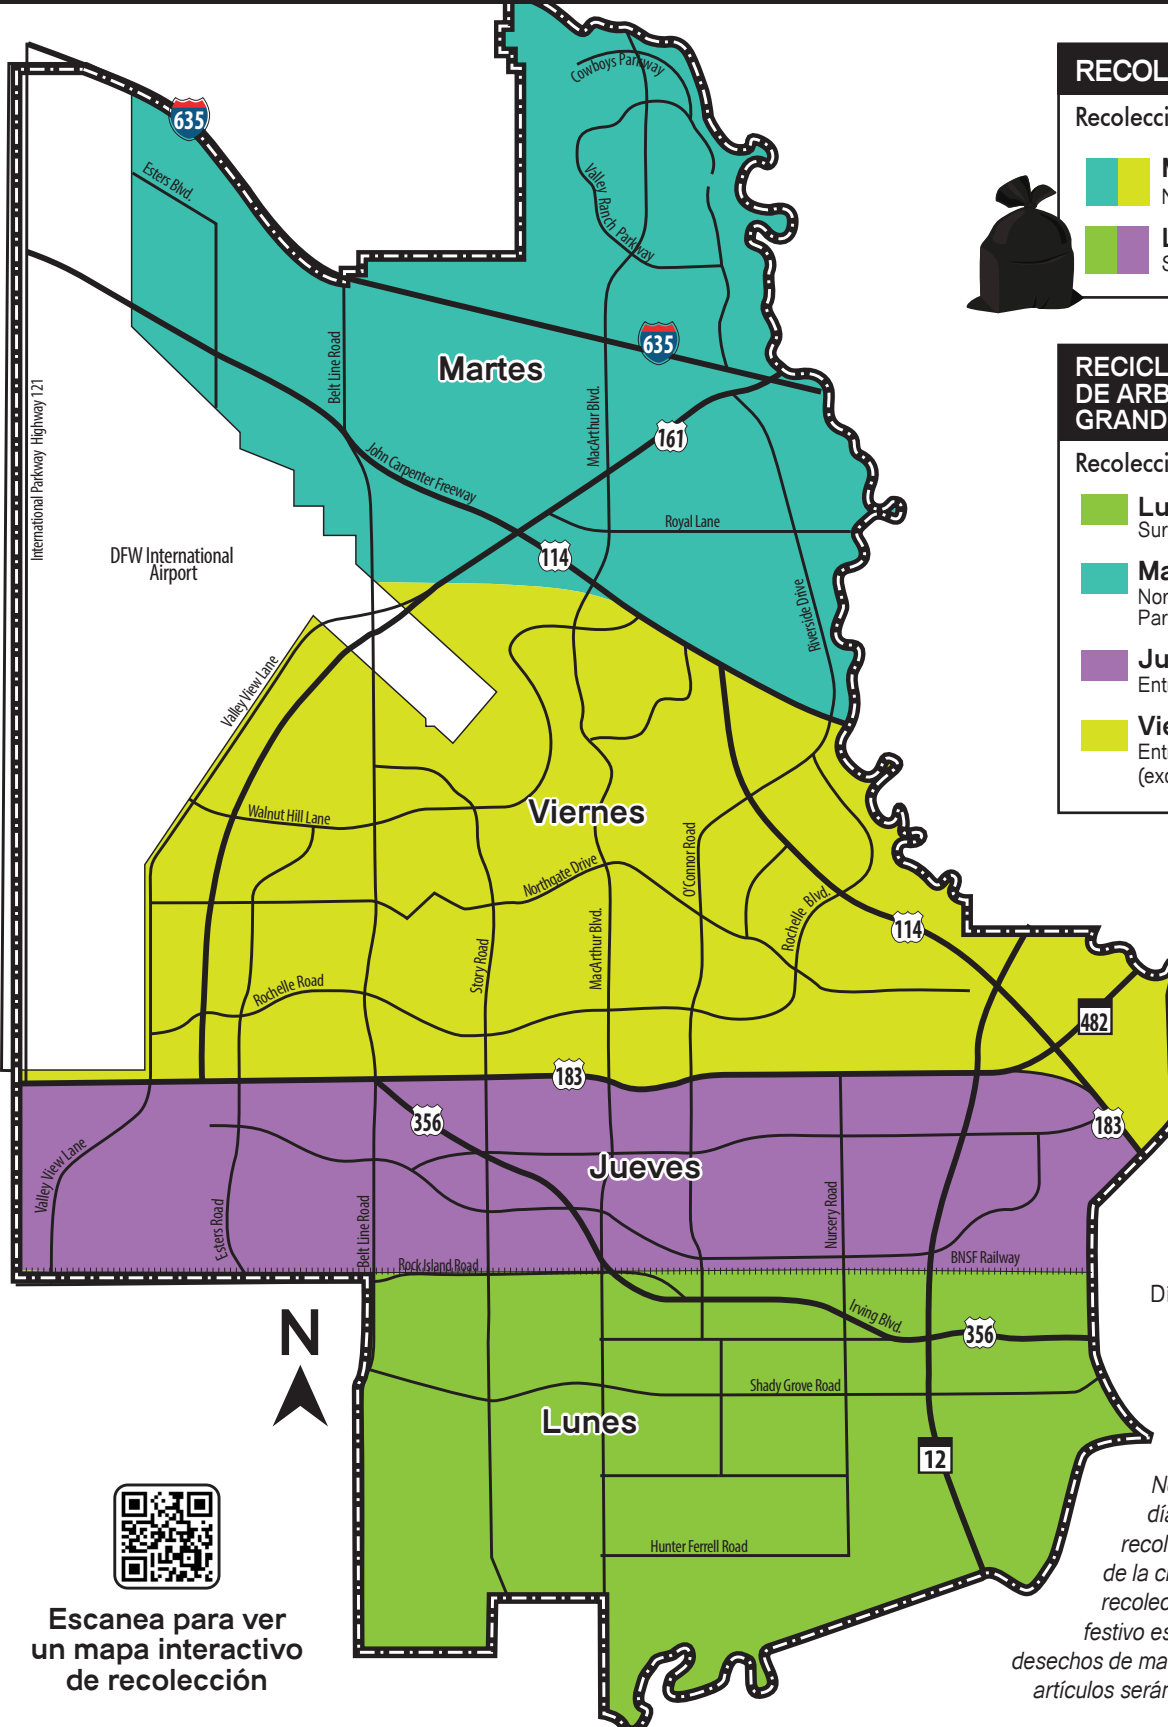 Cowboys Parkway
635
Esters Blvd.
Valley Ranch Parkway
635
Martes
Belt Line Road
MacArthur Blvd.
161
International Parkway Highway 121
John Carpenter Freeway
Royal Lane
114
DFW International
Airport
Riverside Drive
Valley View Lane
Walnut Hill Lane
Viernes
O'Connor Road
Northgate Drive
Rochelle Blvd.
MacArthur Blvd.
114
Story Road
Rochelle Road
482
183
356
183
Jueves
Valley View Lane
Esters Road
Belt Line Road
Nursery Road
Rock Island Road
BNSF Railway
Irving Blvd.
356
N
Shady Grove Road
Lunes
12
Hunter Ferrell Road
Escanea para ver
un mapa interactivo
de recolección
RECOL
Recolecci
N
L
S
RECICL
DE ARB
GRAND
Recolecci
Lu
Sur
Ma
Nor
Par
Ju
Ent
Vie
Ent
(exc
Di
No
día
recol
de la c
recolec
festivo es
desechos de ma
artículos serár